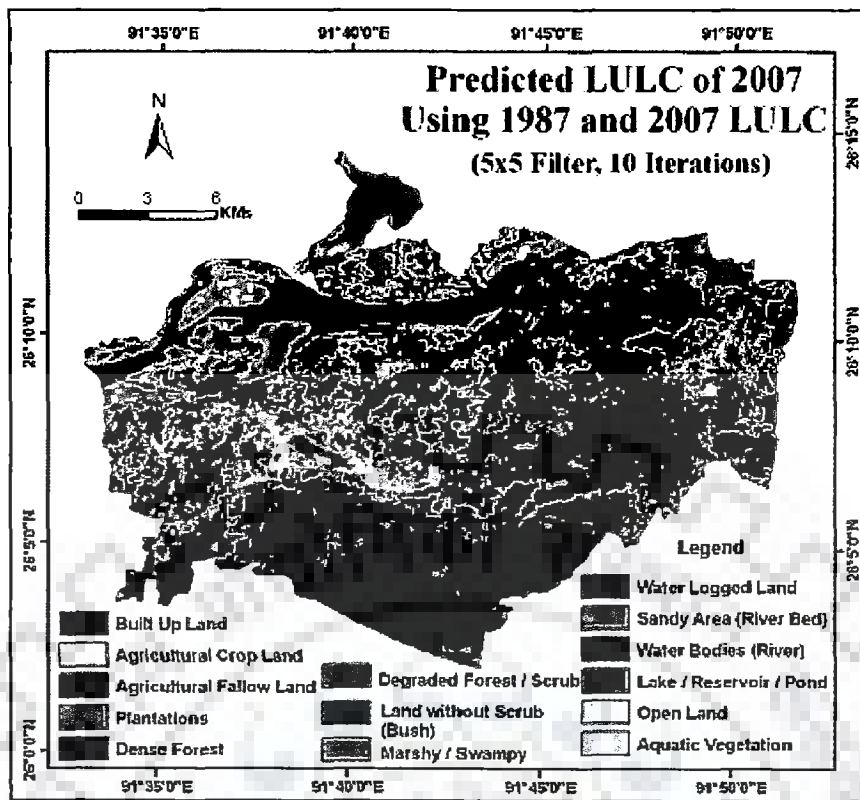 91°35'0"E 91°40'0"E 91°45'0"E 91°50'0"E
Predicted LULC of 2007
Using 1987 and 2007 LULC
(5x5 Filter, 10 Iterations)
N
0 3 6
KMs
26°15'0"N
26°10'0"N 26°10'0"N
26°5'0"N 26°5'0"N
26°0'0"N
Legend
Built Up Land
Agricultural Crop Land
Agricultural Fallow Land
Plantations
Dense Forest
Degraded Forest / Scrub
Land without Scrub
(Bush)
Marshy / Swampy
Water Logged Land
Sandy Area (River Bed)
Water Bodies (River)
Lake / Reservoir / Pond
Open Land
Aquatic Vegetation
91°35'0"E 91°40'0"E 91°45'0"E 91°50'0"E